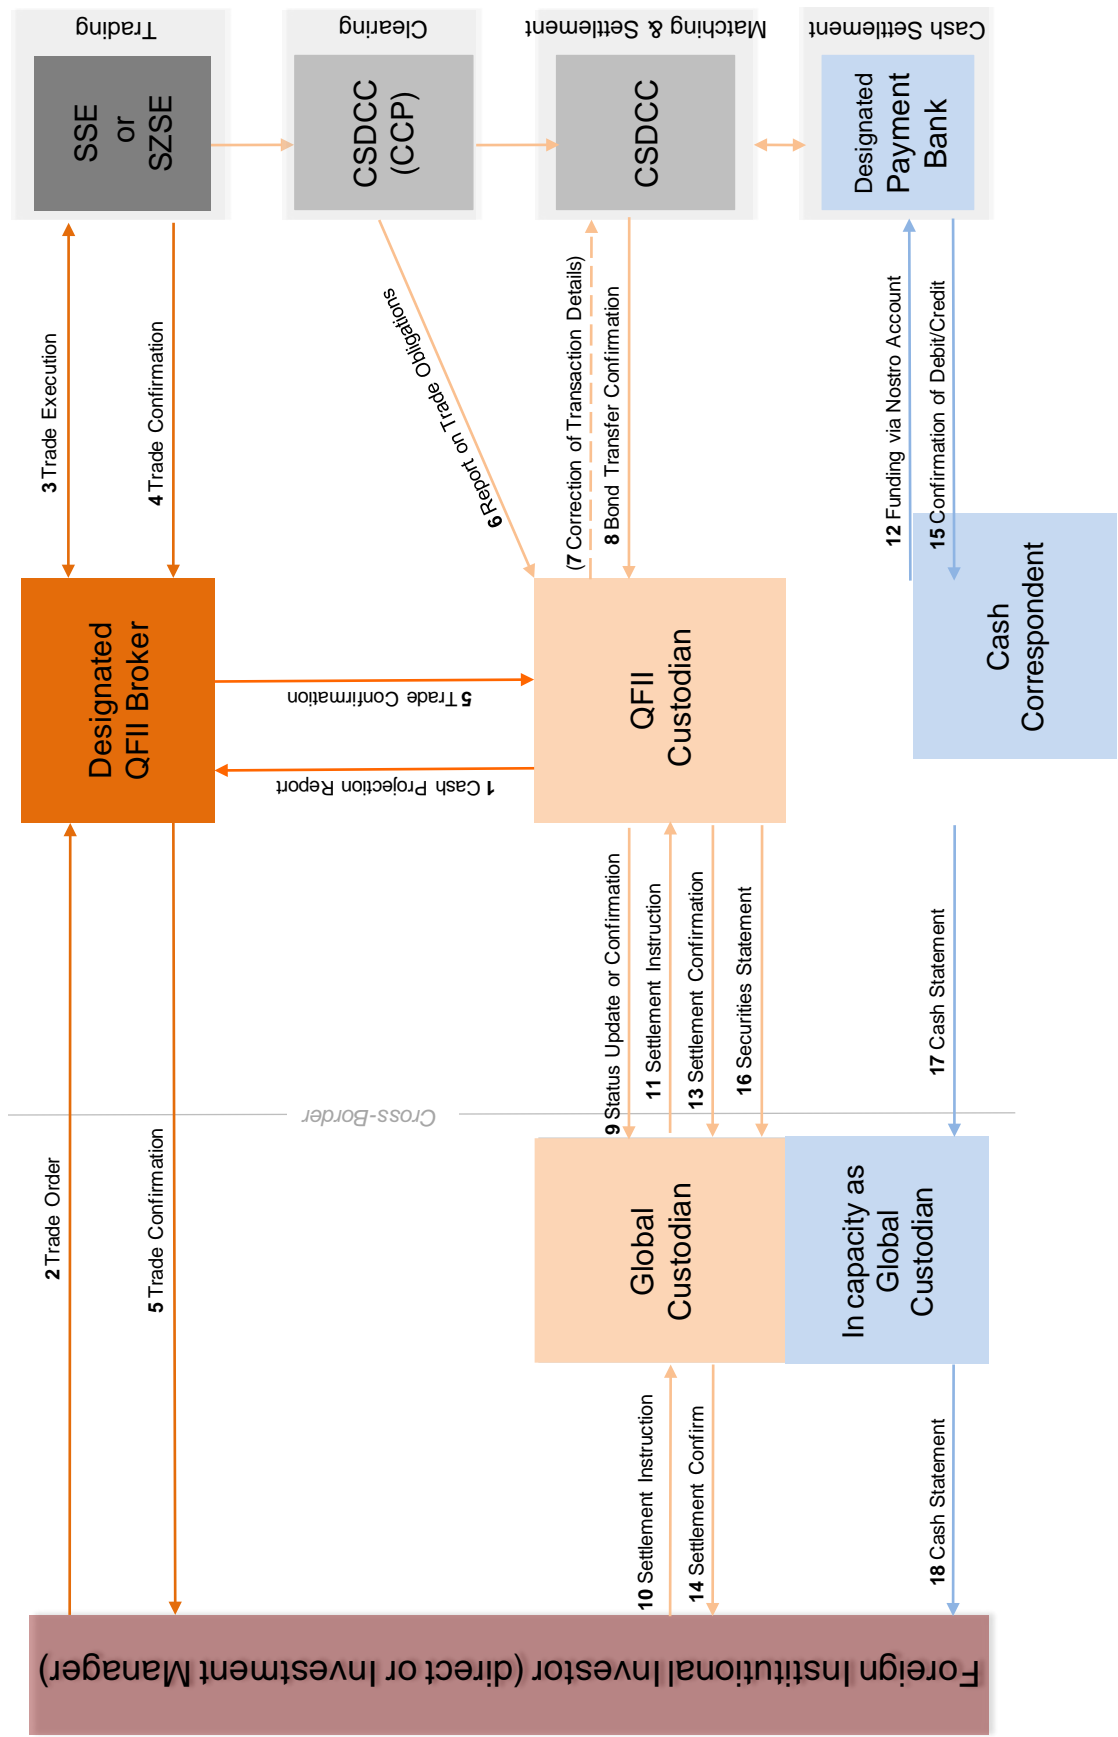 Trading
Clearing
Matching & Settlement
Cash Settlement
SSE
or
SZSE
CSDCC
(CCP)
CSDCC
Designated
Payment
Bank
3 Trade Execution
4 Trade Confirmation
6 Report on Trade Obligations
(7 Correction of Transaction Details)
8 Bond Transfer Confirmation
12 Funding via Nostro Account
15 Confirmation of Debit/Credit
Designated
QFII Broker
5 Trade Confirmation
1 Cash Projection Report
QFII
Custodian
Cash
Correspondent
2 Trade Order
5 Trade Confirmation
Cross-Border
9 Status Update or Confirmation
11 Settlement Instruction
13 Settlement Confirmation
16 Securities Statement
17 Cash Statement
Global
Custodian
In capacity as
Global
Custodian
10 Settlement Instruction
14 Settlement Confirm
18 Cash Statement
Foreign Institutional Investor (direct or Investment Manager)